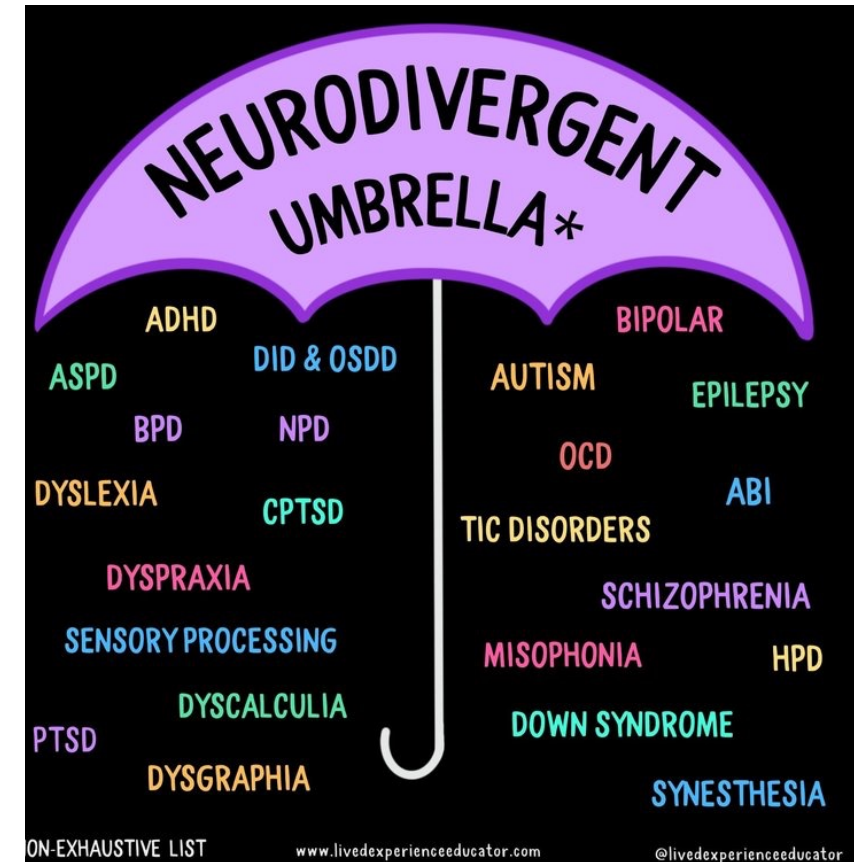 NEURODIVERGENT
UMBRELLA*
ADHD
DID & OSDD
ASPD
BPD
NPD
DYSLEXIA
CPTSD
DYSPRAXIA
SENSORY PROCESSING
DYSCALCULIA
PTSD
DYSGRAPHIA
BIPOLAR
AUTISM
EPILEPSY
OCD
ABI
TIC DISORDERS
SCHIZOPHRENIA
MISOPHONIA
HPD
DOWN SYNDROME
SYNESTHESIA
ON-EXHAUSTIVE LIST
www.livedexperienceeducator.com
@livedexperienceeducator